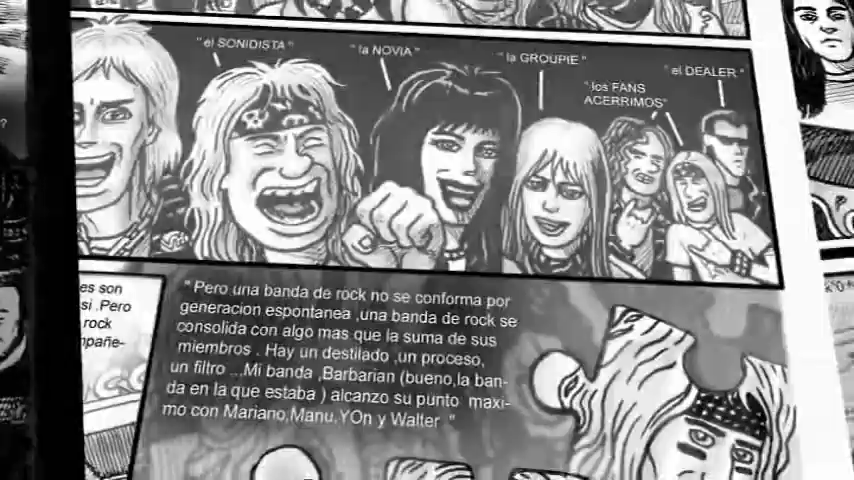 "el SONIDISTA"
"la NOVIA"
"la GROUPIE"
"los FANS
ACERRIMOS"
"el DEALER"
es son
si .Pero
rock
mpañe-
"Pero una banda de rock no se conforma por
generacion espontanea ,una banda de rock se
consolida con algo mas que la suma de sus
miembros . Hay un destilado ,un proceso,
un filtro ...Mi banda ,Barbarian (bueno,la ban-
da en la que estaba ) alcanzo su punto maxi-
mo con Mariano,Manu,YOn y Walter "